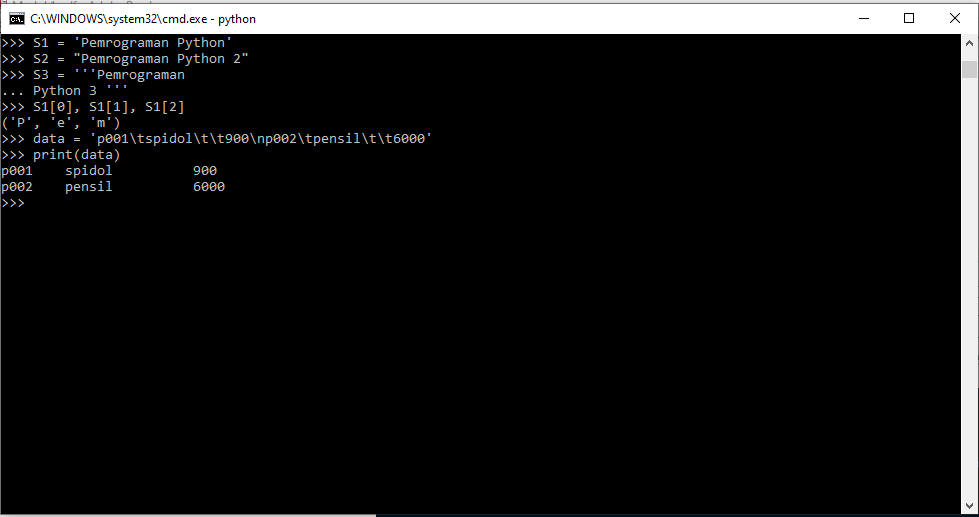 C:\WINDOWS\system32\cmd.exe - python
>>> S1 = 'Pemrograman Python'
>>> S2 = "Pemrograman Python 2"
>>> S3 = '''Pemrograman
... Python 3 '''
>>> S1[0], S1[1], S1[2]
('P', 'e', 'm')
>>> data = 'p001\tspidol\t\t900\np002\tpensil\t\t6000'
>>> print(data)
p001    spidol          900
p002    pensil          6000
>>>